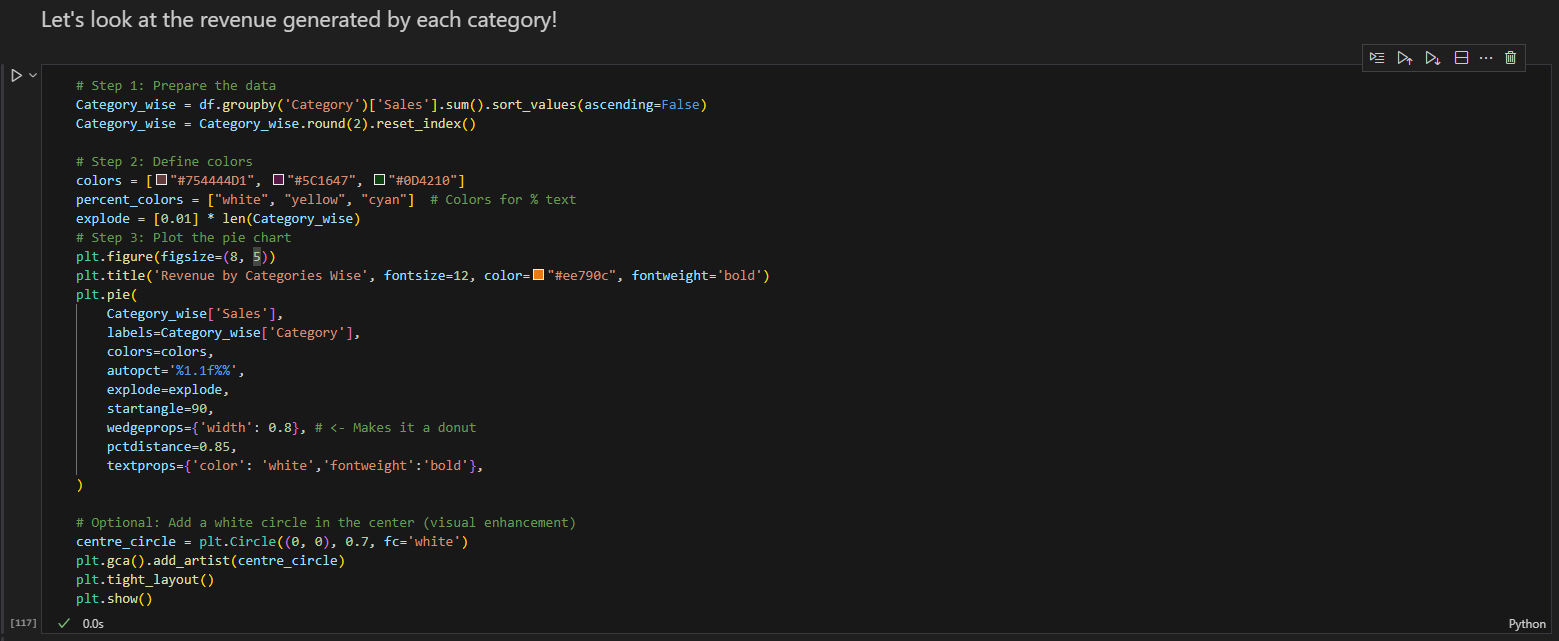 Let's look at the revenue generated by each category!
# Step 1: Prepare the data
Category_wise = df.groupby('Category')['Sales'].sum().sort_values(ascending=False)
Category_wise = Category_wise.round(2).reset_index()
# Step 2: Define colors
colors = ["#754444D1", "#5C1647", "#0D4210"]
percent_colors = ["white", "yellow", "cyan"]  # Colors for % text
explode = [0.01] * len(Category_wise)
# Step 3: Plot the pie chart
plt.figure(figsize=(8, 5))
plt.title('Revenue by Categories Wise', fontsize=12, color="#ee790c", fontweight='bold')
plt.pie(
    Category_wise['Sales'],
    labels=Category_wise['Category'],
    colors=colors,
    autopct='%1.1f%%',
    explode=explode,
    startangle=90,
    wedgeprops={'width': 0.8}, # <- Makes it a donut
    pctdistance=0.85,
    textprops={'color': 'white','fontweight':'bold'},
)
# Optional: Add a white circle in the center (visual enhancement)
centre_circle = plt.Circle((0, 0), 0.7, fc='white')
plt.gca().add_artist(centre_circle)
plt.tight_layout()
plt.show()
[117] 0.0s Python